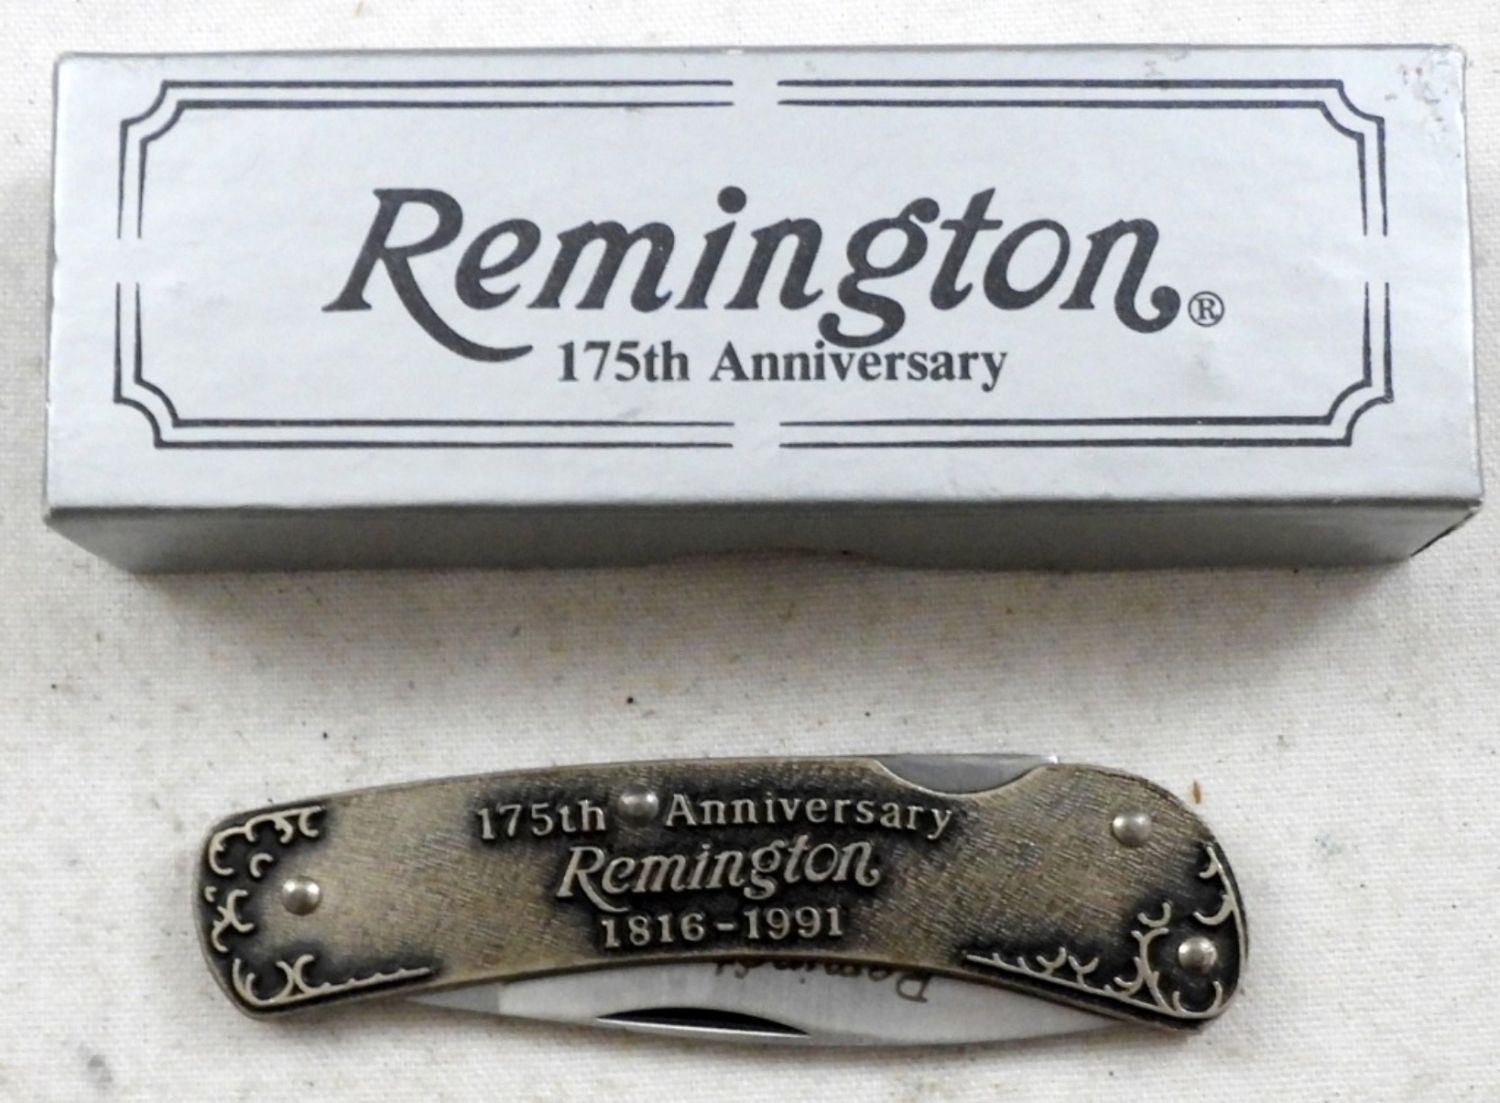 Remington®
175th Anniversary
175th Anniversary
Remington
1816-1991